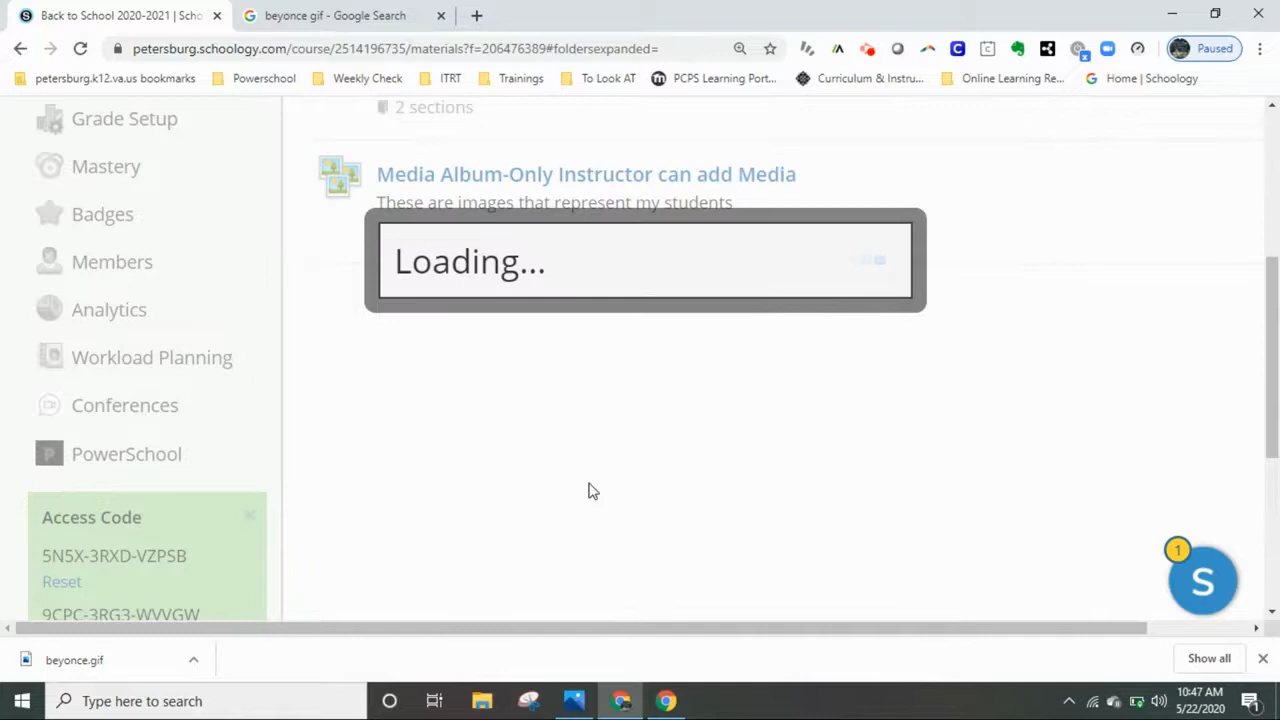 Back to School 2020-2021 | Scho
beyonce gif - Google Search
petersburg.schoology.com/course/2514196735/materials?f=206476389#foldersexpanded=
Paused
petersburg.k12.va.us bookmarks
Powerschool
Weekly Check
ITRT
Trainings
To Look AT
PCPS Learning Port...
Curriculum & Instru...
Online Learning Re...
Home | Schoology
Grade Setup
Mastery
Badges
Members
Analytics
Workload Planning
Conferences
PowerSchool
Access Code
5N5X-3RXD-VZPSB
Reset
9CPC-3RG3-WVVGW
2 sections
Media Album-Only Instructor can add Media
These are images that represent my students
Loading...
1
S
beyonce.gif
Show all
Type here to search
10:47 AM
5/22/2020